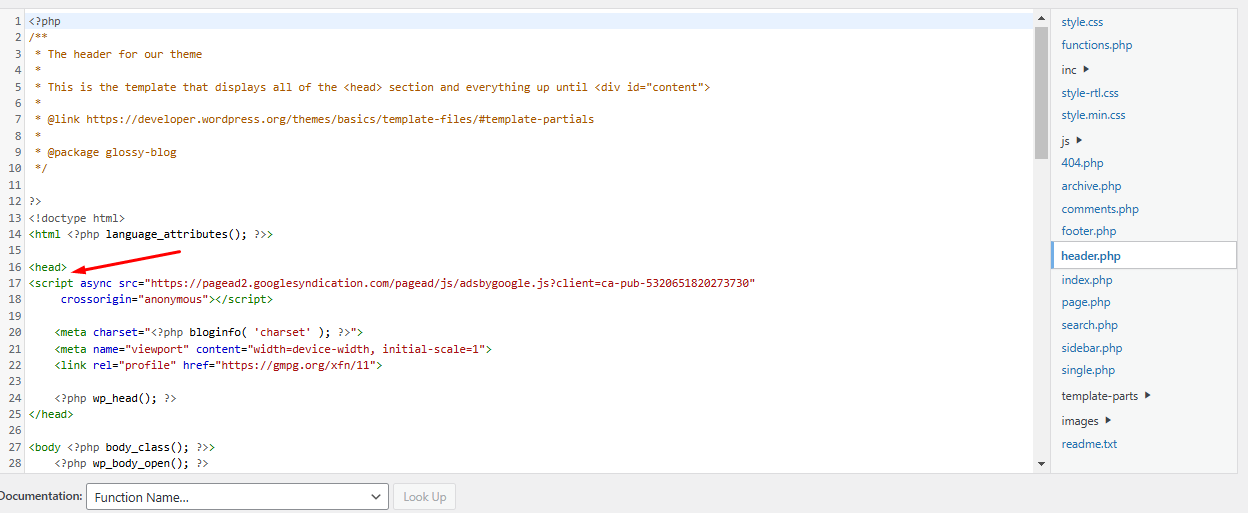 1 <?php
2 /**
3  * The header for our theme
4  *
5  * This is the template that displays all of the <head> section and everything up until <div id="content">
6  *
7  * @link https://developer.wordpress.org/themes/basics/template-files/#template-partials
8  *
9  * @package glossy-blog
10  */
11
12 ?>
13 <!doctype html>
14 <html <?php language_attributes(); ?>>
15
16 <head>
17 <script async src="https://pagead2.googlesyndication.com/pagead/js/adsbygoogle.js?client=ca-pub-5320651820273730"
18      crossorigin="anonymous"></script>
19
20     <meta charset="<?php bloginfo( 'charset' ); ?>">
21     <meta name="viewport" content="width=device-width, initial-scale=1">
22     <link rel="profile" href="https://gmpg.org/xfn/11">
23
24     <?php wp_head(); ?>
25 </head>
26
27 <body <?php body_class(); ?>>
28     <?php wp_body_open(); ?>
style.css
functions.php
inc
style-rtl.css
style.min.css
js
404.php
archive.php
comments.php
footer.php
header.php
index.php
page.php
search.php
sidebar.php
single.php
template-parts
images
readme.txt
Documentation: Function Name... Look Up